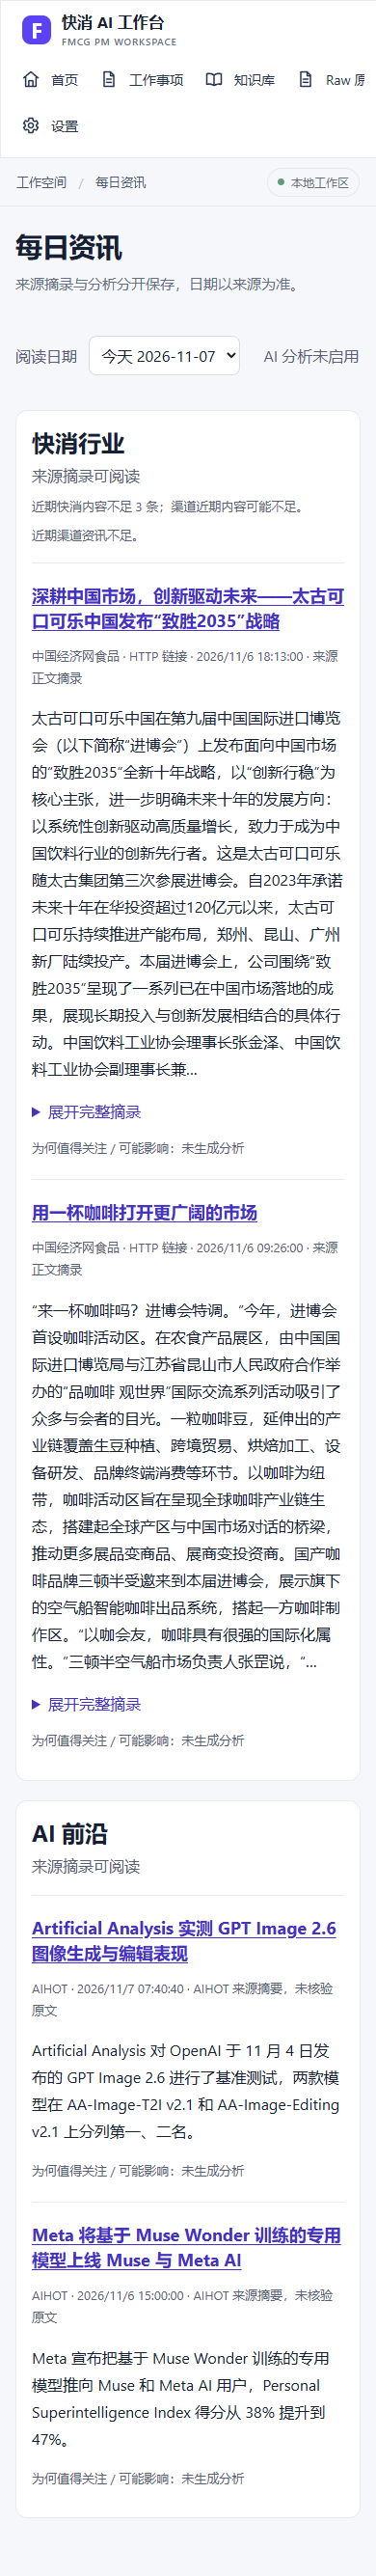 F
快消 AI 工作台
FMCG PM WORKSPACE
首页
工作事项
知识库
Raw 原
设置
工作空间 / 每日资讯
本地工作区
每日资讯
来源摘录与分析分开保存，日期以来源为准。
阅读日期
今天 2026-11-07
AI 分析未启用
快消行业
来源摘录可阅读
近期快消内容不足 3 条；渠道近期内容可能不足。
近期渠道资讯不足。
深耕中国市场，创新驱动未来——太古可
口可乐中国发布“致胜2035”战略
中国经济网食品 · HTTP 链接 · 2026/11/6 18:13:00 · 来源
正文摘录
太古可口可乐中国在第九届中国国际进口博览
会（以下简称“进博会”）上发布面向中国市场
的“致胜2035”全新十年战略，以“创新行稳”为
核心主张，进一步明确未来十年的发展方向：
以系统性创新驱动高质量增长，致力于成为中
国饮料行业的创新先行者。这是太古可口可乐
随太古集团第三次参展进博会。自2023年承诺
未来十年在华投资超过120亿元以来，太古可
口可乐持续推进产能布局，郑州、昆山、广州
新厂陆续投产。本届进博会上，公司围绕“致
胜2035”呈现了一系列已在中国市场落地的成
果，展现长期投入与创新发展相结合的具体行
动。中国饮料工业协会理事长张金泽、中国饮
料工业协会副理事长兼...
展开完整摘录
为何值得关注 / 可能影响：未生成分析
用一杯咖啡打开更广阔的市场
中国经济网食品 · HTTP 链接 · 2026/11/6 09:26:00 · 来源
正文摘录
“来一杯咖啡吗？进博会特调。”今年，进博会
首设咖啡活动区。在农食产品展区，由中国国
际进口博览局与江苏省昆山市人民政府合作举
办的“品咖啡 观世界”国际交流系列活动吸引了
众多与会者的目光。一粒咖啡豆，延伸出的产
业链覆盖生豆种植、跨境贸易、烘焙加工、设
备研发、品牌终端消费等环节。以咖啡为纽
带，咖啡活动区旨在呈现全球咖啡产业链生
态，搭建起全球产区与中国市场对话的桥梁，
推动更多展品变商品、展商变投资商。国产咖
啡品牌三顿半受邀来到本届进博会，展示旗下
的空气船智能咖啡出品系统，搭起一方咖啡制
作区。“以咖会友，咖啡具有很强的国际化属
性。”三顿半空气船市场负责人张罡说，“...
展开完整摘录
为何值得关注 / 可能影响：未生成分析
AI 前沿
来源摘录可阅读
Artificial Analysis 实测 GPT Image 2.6
图像生成与编辑表现
AIHOT · 2026/11/7 07:40:40 · AIHOT 来源摘要，未核验
原文
Artificial Analysis 对 OpenAI 于 11 月 4 日发
布的 GPT Image 2.6 进行了基准测试，两款模
型在 AA-Image-T2I v2.1 和 AA-Image-Editing
v2.1 上分列第一、二名。
为何值得关注 / 可能影响：未生成分析
Meta 将基于 Muse Wonder 训练的专用
模型上线 Muse 与 Meta AI
AIHOT · 2026/11/6 15:00:00 · AIHOT 来源摘要，未核验
原文
Meta 宣布把基于 Muse Wonder 训练的专用
模型推向 Muse 和 Meta AI 用户，Personal
Superintelligence Index 得分从 38% 提升到
47%。
为何值得关注 / 可能影响：未生成分析